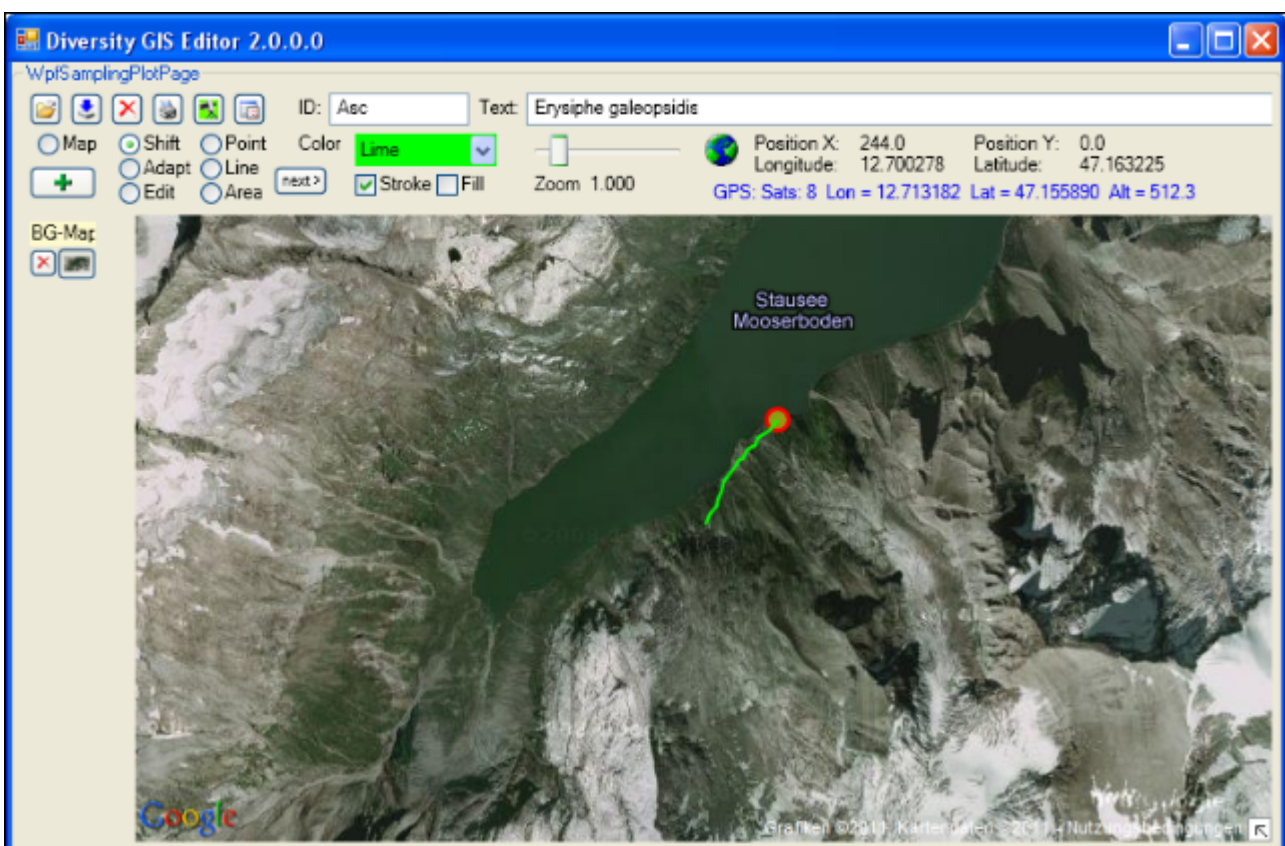 Diversity GIS Editor 2.0.0.0
WpfSamplingPlotPage
ID: Asc Text: Erysiphe galeopsidis
Map Shift Point Color Lime Position X: 244.0 Position Y: 0.0
Adapt Line next> Stroke Fill Zoom 1.000 Longitude: 12.700278 Latitude: 47.163225
Edit Area GPS: Sats: 8 Lon = 12.713182 Lat = 47.155890 Alt = 512.3
BG-Map
Stausee
Mooserboden
Google
Grafiken ©2011, Kartendaten ©2011 - Nutzungsbedingungen